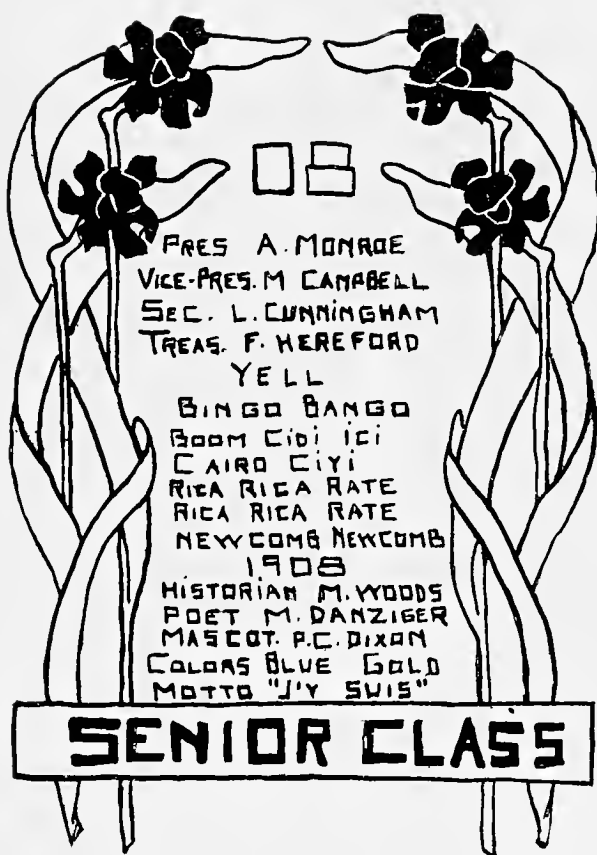 08
PRES A. MONROE
VICE-PRES. M CAMPBELL
SEC. L. CUNNINGHAM
TREAS. F. HEREFORD
YELL
BINGO BANGO
BOOM CIDI ICI
CAIRO CIYI
RICA RICA RATE
RICA RICA RATE
NEWCOMB NEWCOMB
1908
HISTORIAN M. WOODS
POET M. DANZIGER
MASCOT. P.C. DIXON
COLORS BLUE GOLD
MOTTO "J'Y SUIS"
SENIOR CLASS